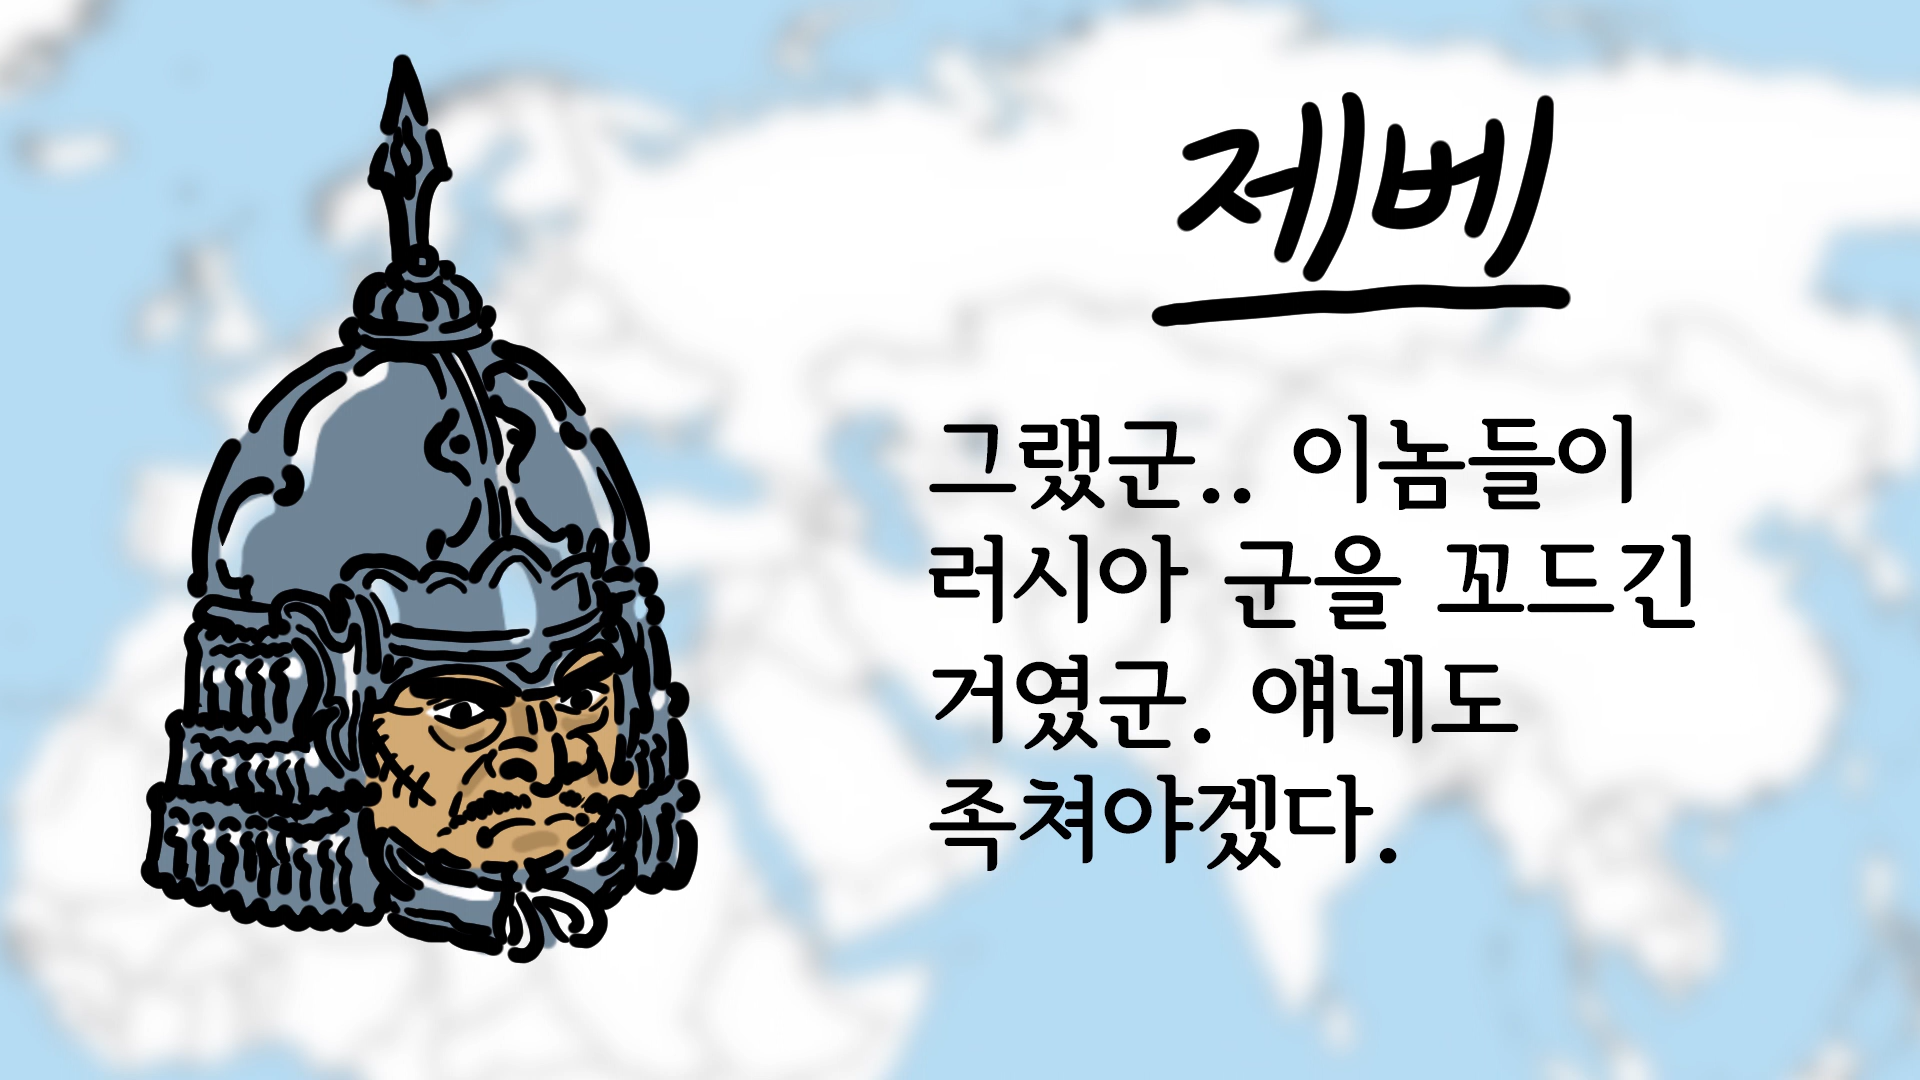 제베
그랬군.. 이놈들이
러시아 군을 꼬드긴
거였군. 얘네도
족쳐야겠다.